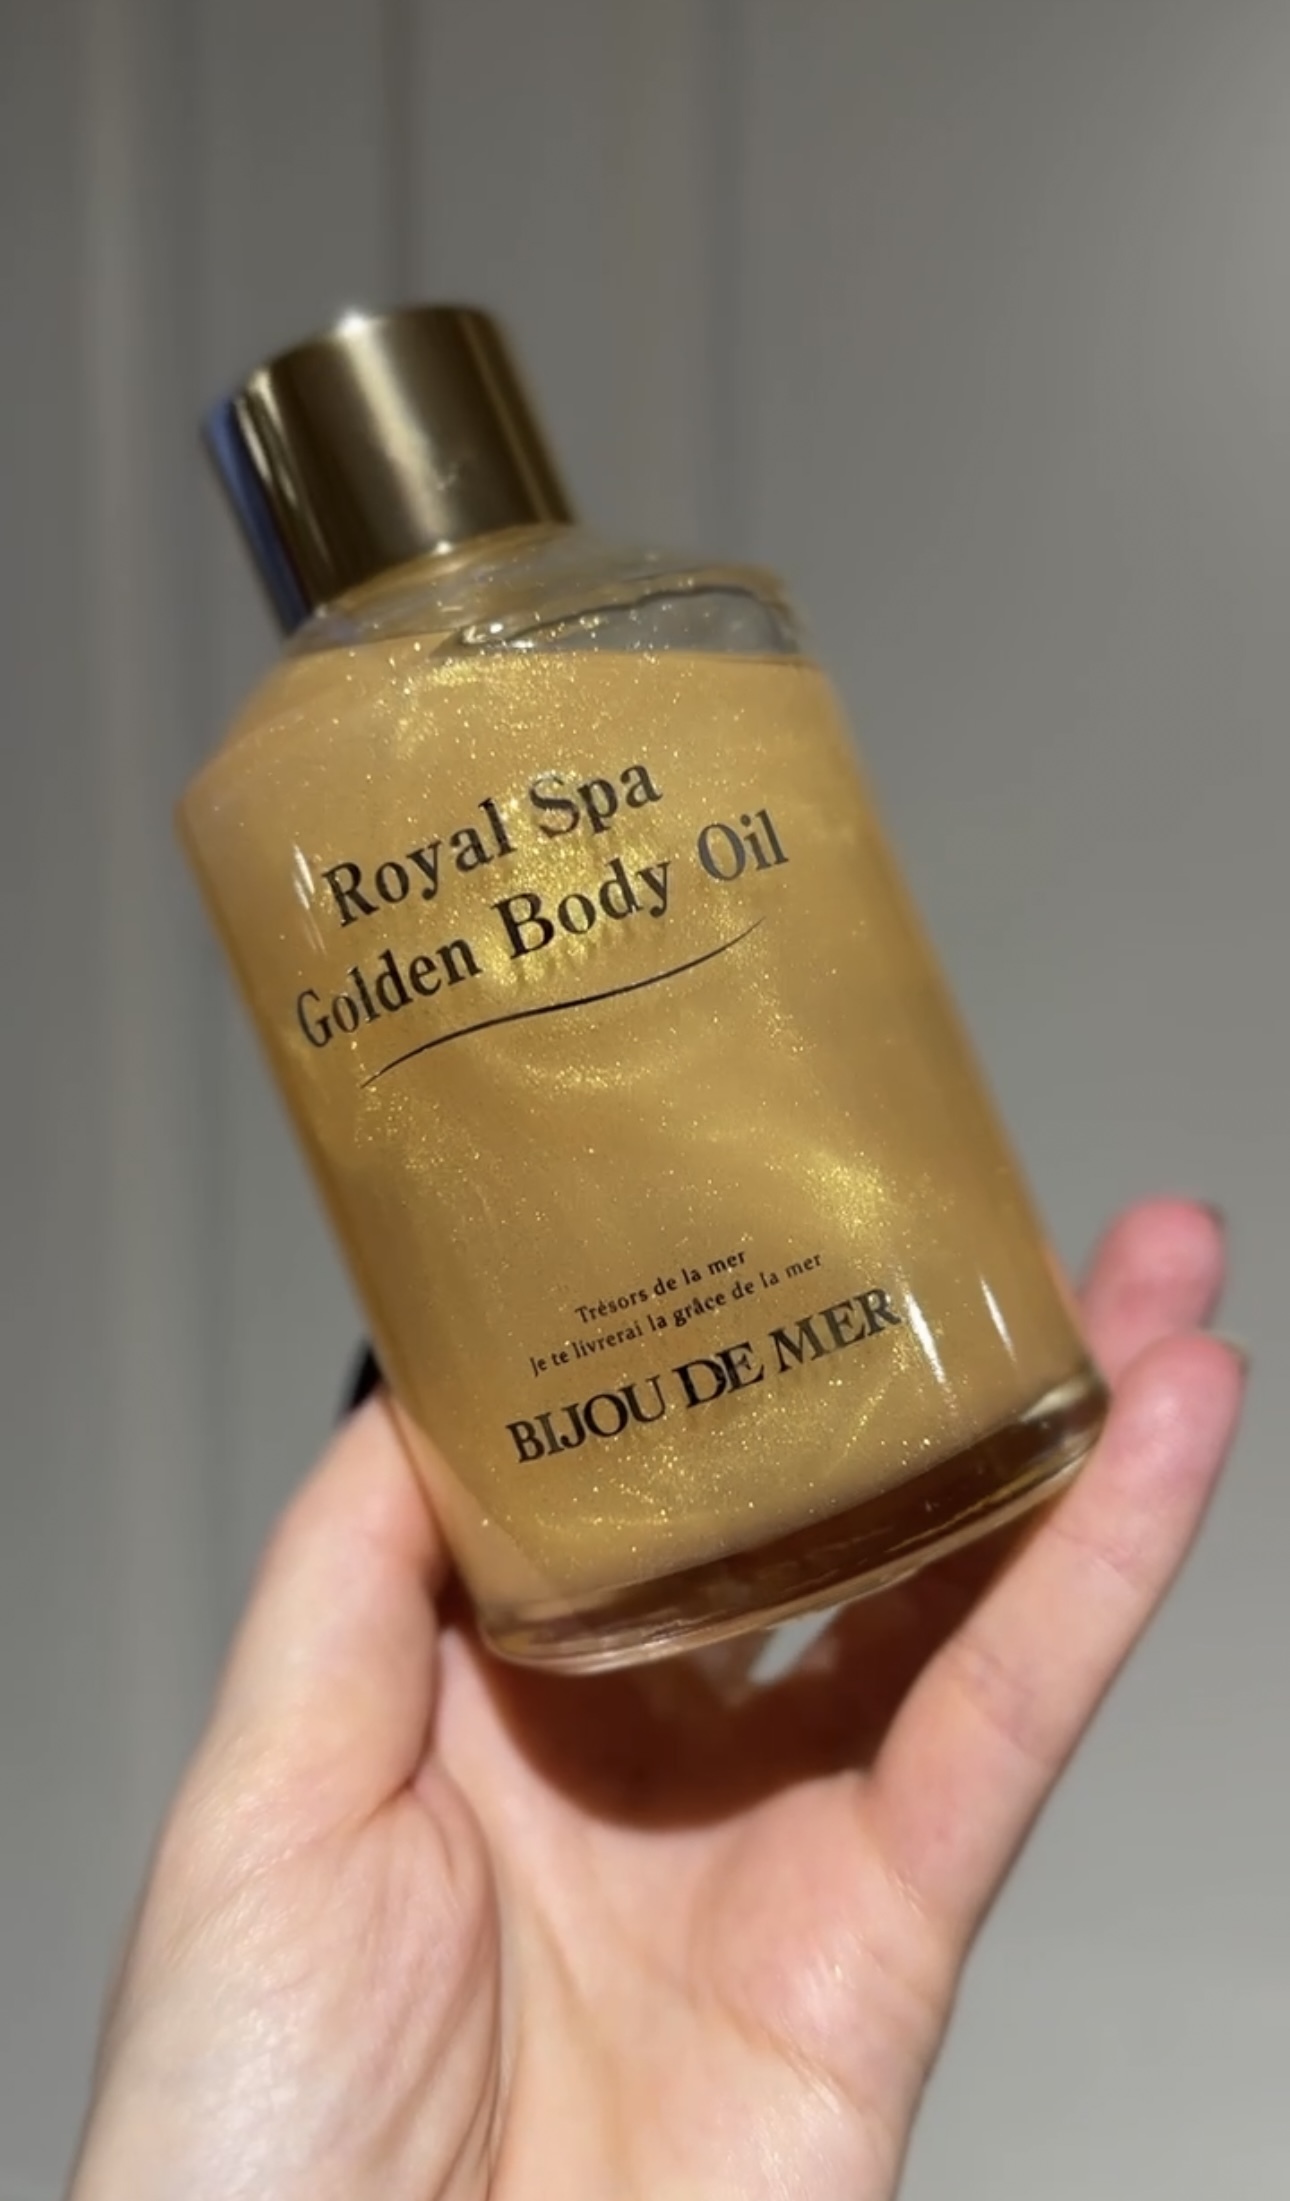 Royal Spa
Golden Body Oil
Trésors de la mer
Je te livrerai la grâce de la mer
BIJOU DE MER